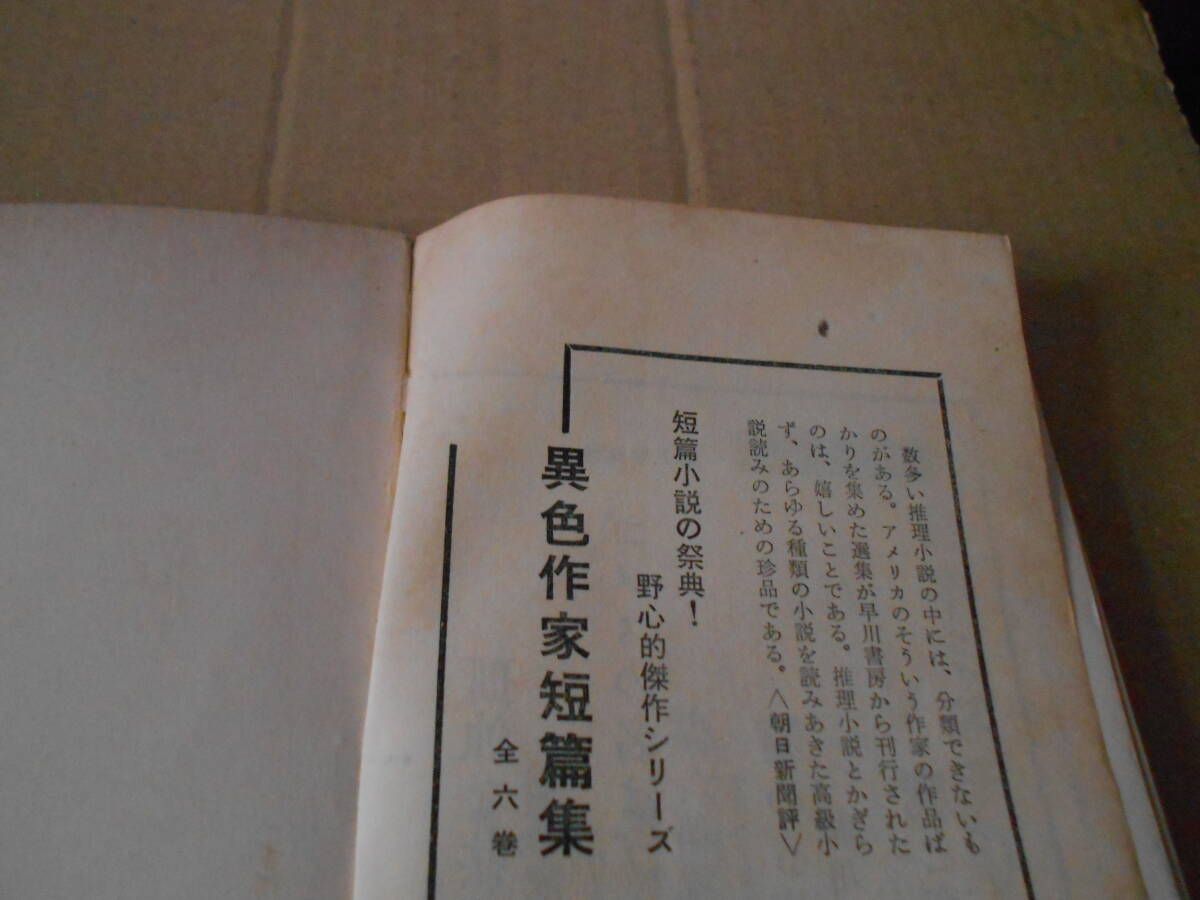 数多い推理小説の中には、分類できないも
のがある。アメリカのそういう作家の作品ば
かりを集めた選集が早川書房から刊行された
のは、嬉しいことである。推理小説とかぎら
ず、あらゆる種類の小説を読みあきた高級小
説読みのための珍品である。〈朝日新聞評〉
短篇小説の祭典！
野心的傑作シリーズ
異色作家短篇集
全六巻